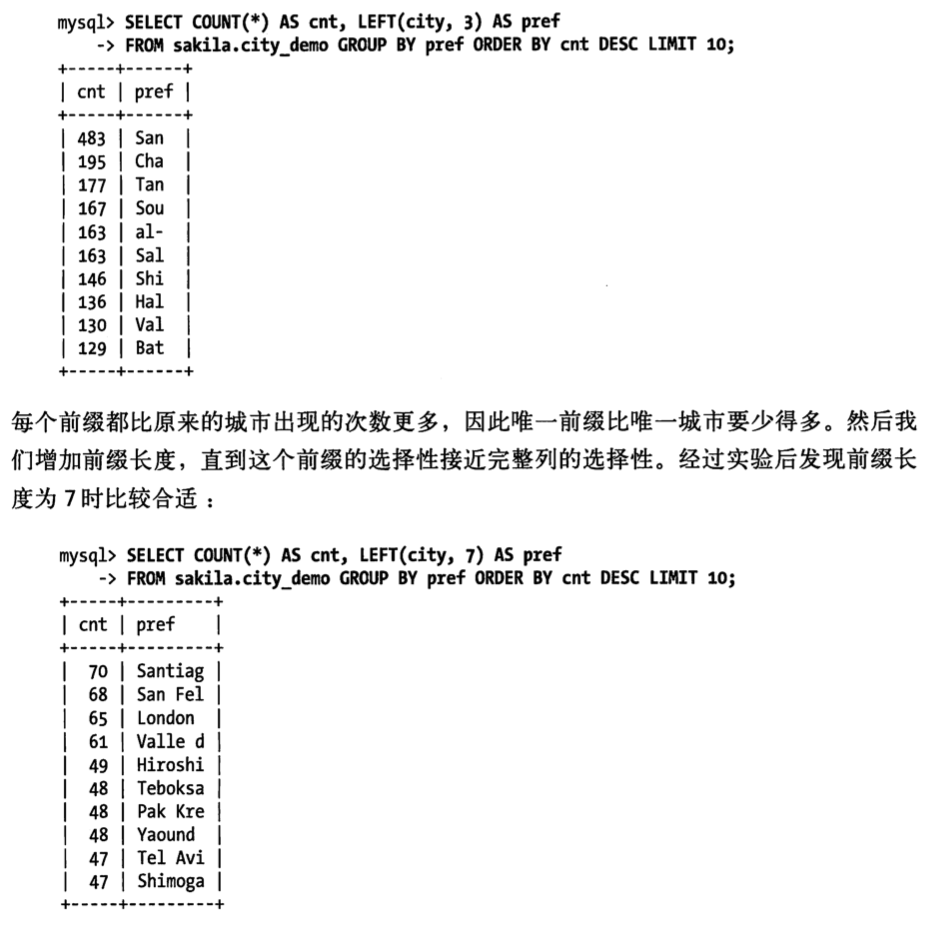 mysql> SELECT COUNT(*) AS cnt, LEFT(city, 3) AS pref
    -> FROM sakila.city_demo GROUP BY pref ORDER BY cnt DESC LIMIT 10;
+-----+------+
| cnt | pref |
+-----+------+
| 483 | San  |
| 195 | Cha  |
| 177 | Tan  |
| 167 | Sou  |
| 163 | al-  |
| 163 | Sal  |
| 146 | Shi  |
| 136 | Hal  |
| 130 | Val  |
| 129 | Bat  |
+-----+------+
每个前缀都比原来的城市出现的次数更多，因此唯一前缀比唯一城市要少得多。然后我
们增加前缀长度，直到这个前缀的选择性接近完整列的选择性。经过实验后发现前缀长
度为 7 时比较合适：
mysql> SELECT COUNT(*) AS cnt, LEFT(city, 7) AS pref
    -> FROM sakila.city_demo GROUP BY pref ORDER BY cnt DESC LIMIT 10;
+-----+---------+
| cnt | pref    |
+-----+---------+
|  70 | Santiag |
|  68 | San Fel |
|  65 | London  |
|  61 | Valle d |
|  49 | Hiroshi |
|  48 | Teboksa |
|  48 | Pak Kre |
|  48 | Yaound  |
|  47 | Tel Avi |
|  47 | Shimoga |
+-----+---------+